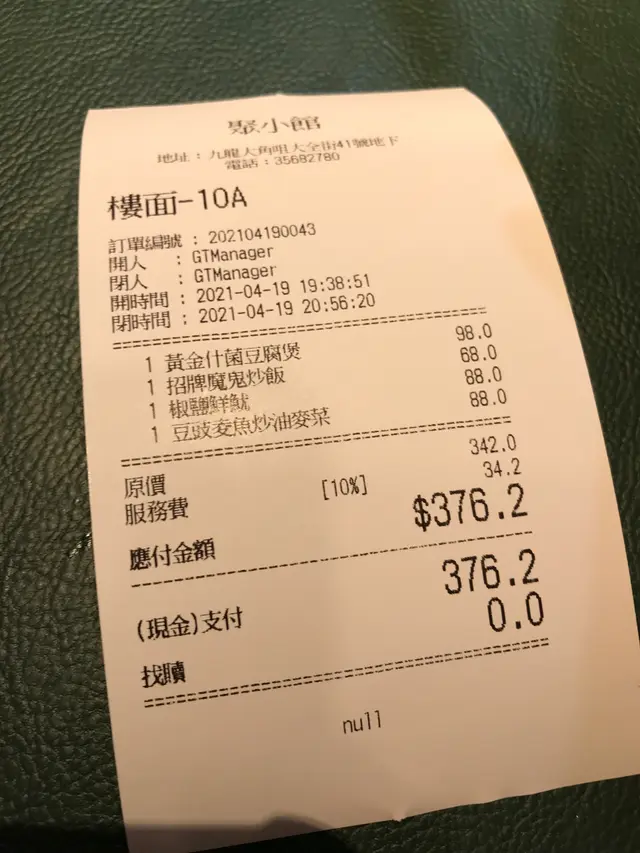 聚小館
地址：九龍大角咀大全街41號地下
電話：35682780
樓面-10A
訂單編號：202104190043
開人：GTManager
閉人：GTManager
開時間：2021-04-19 19:38:51
閉時間：2021-04-19 20:56:20
1 黃金什菌豆腐煲 98.0
1 招牌魔鬼炒飯 68.0
1 椒鹽鮮魷 88.0
1 豆豉夌魚炒油麥菜 88.0
原價 342.0
服務費 [10%] 34.2
應付金額 $376.2
(現金)支付 376.2
找贖 0.0
null